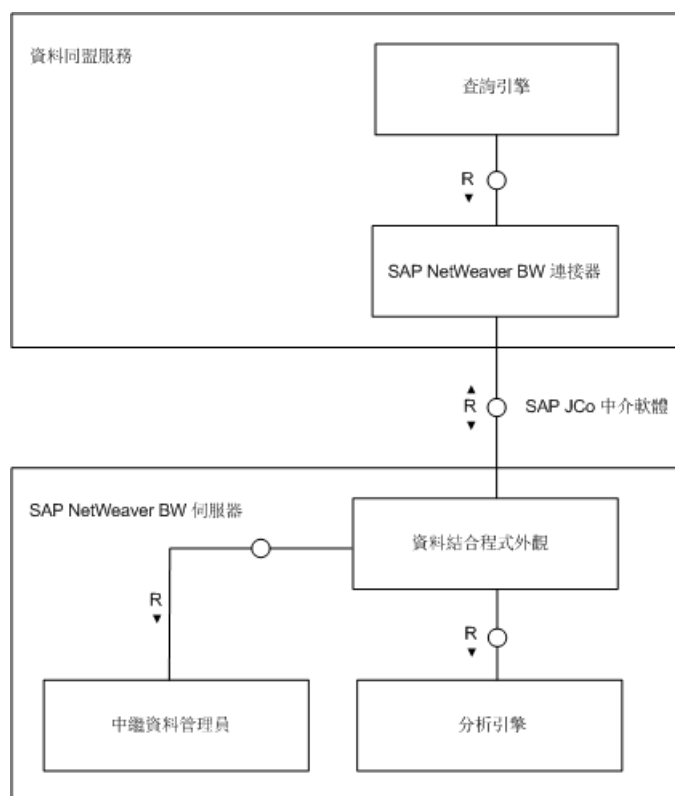 資料同盟服務
查詢引擎
R
▼
SAP NetWeaver BW 連接器
▲
R
▼
SAP JCo 中介軟體
SAP NetWeaver BW 伺服器
資料結合程式外觀
R
▼
R
▼
中繼資料管理員
分析引擎